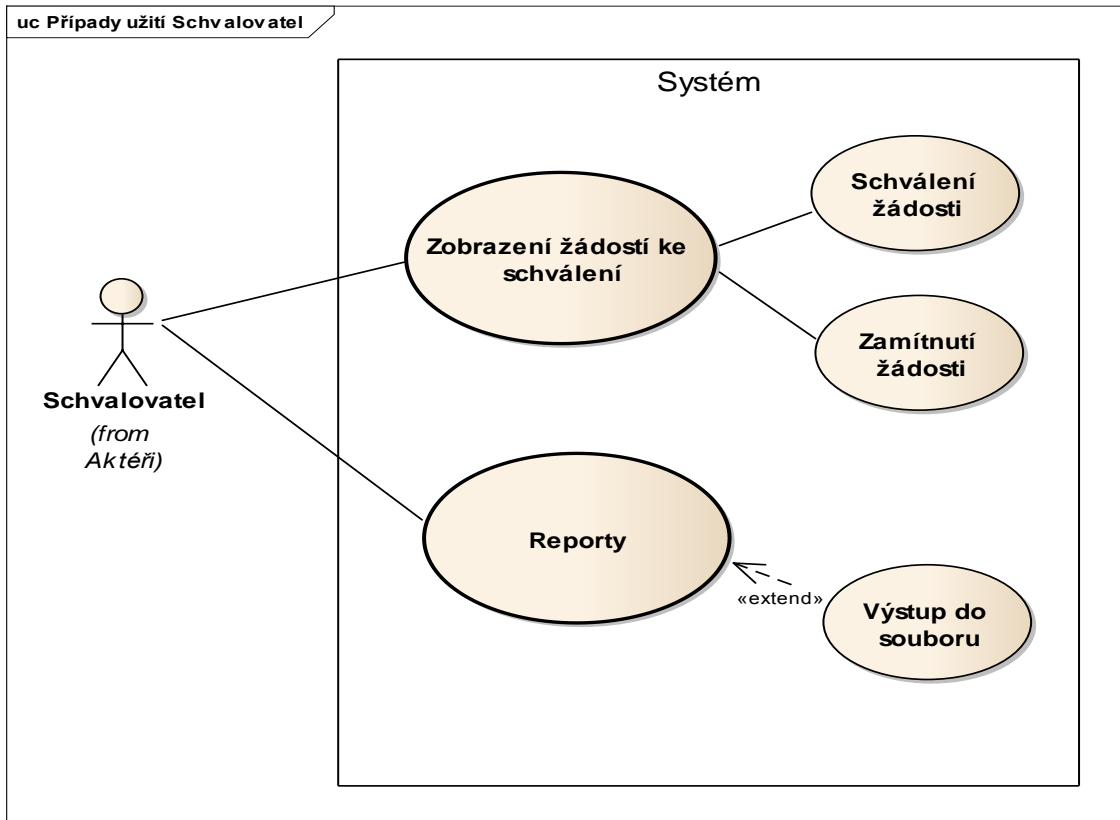 uc Případy užití Schvalovatel
Systém
Schválení
žádosti
Zobrazení žádostí ke
schválení
Zamítnutí
žádosti
Schvalovatel
(from
Aktéři)
Reporty
«extend»
Výstup do
souboru